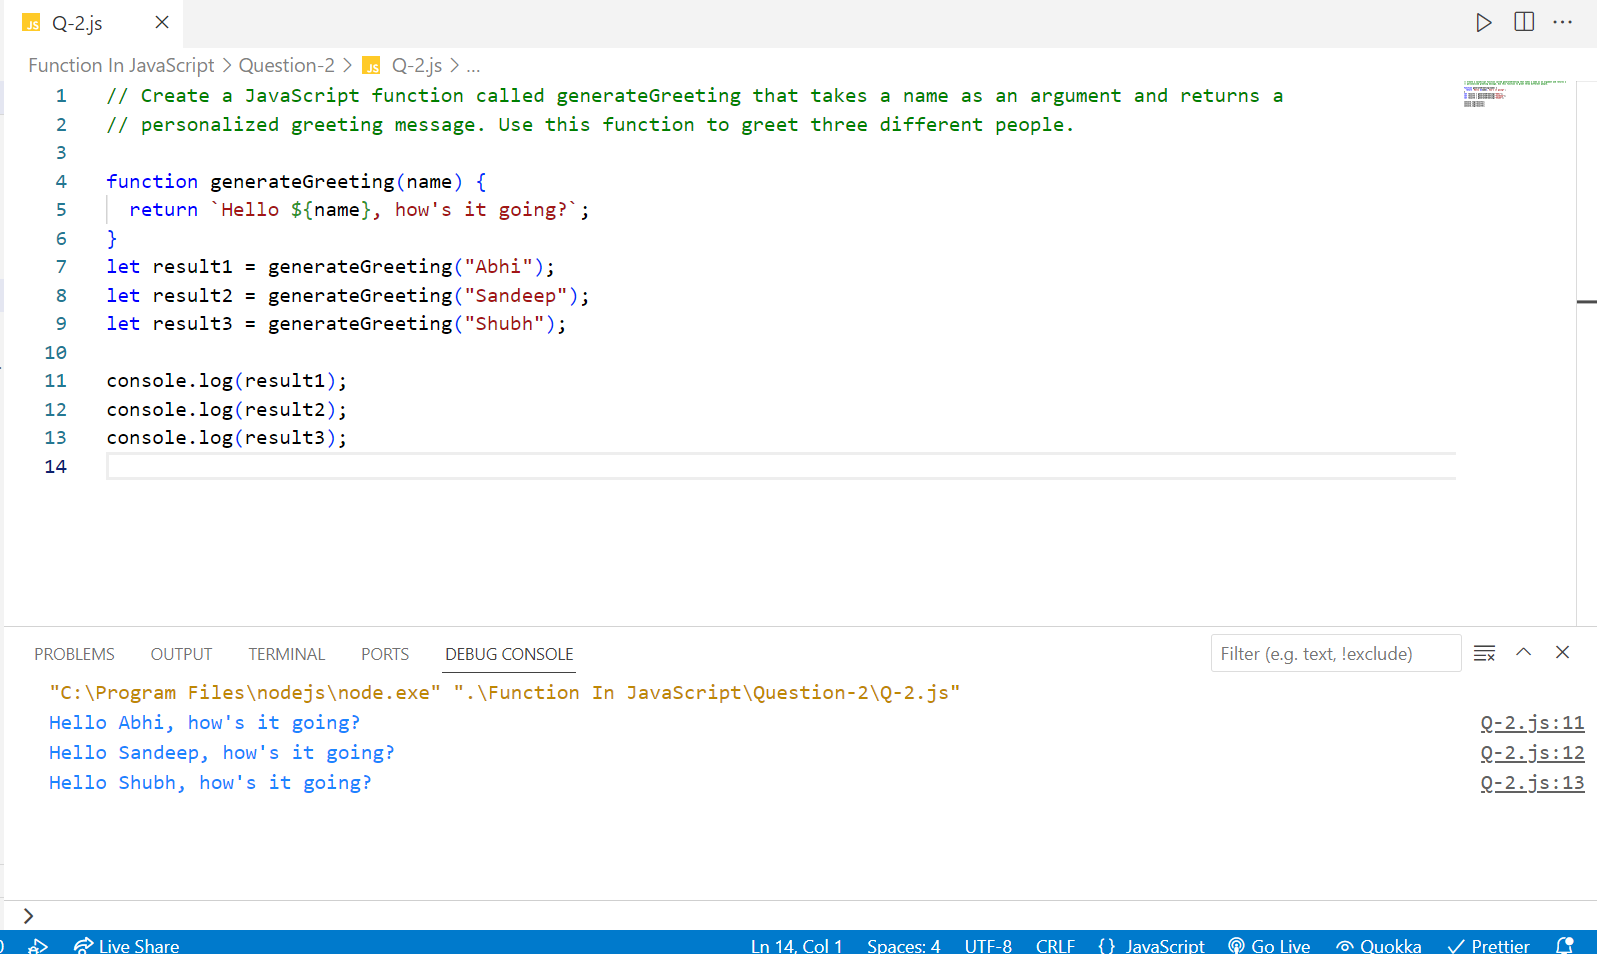 JS Q-2.js
Function In JavaScript > Question-2 > JS Q-2.js > ...
1 // Create a JavaScript function called generateGreeting that takes a name as an argument and returns a
2 // personalized greeting message. Use this function to greet three different people.
3
4 function generateGreeting(name) {
5   return `Hello ${name}, how's it going?`;
6 }
7 let result1 = generateGreeting("Abhi");
8 let result2 = generateGreeting("Sandeep");
9 let result3 = generateGreeting("Shubh");
10
11 console.log(result1);
12 console.log(result2);
13 console.log(result3);
14
PROBLEMS OUTPUT TERMINAL PORTS DEBUG CONSOLE Filter (e.g. text, !exclude)
"C:\Program Files\nodejs\node.exe" ".\Function In JavaScript\Question-2\Q-2.js"
Hello Abhi, how's it going? Q-2.js:11
Hello Sandeep, how's it going? Q-2.js:12
Hello Shubh, how's it going? Q-2.js:13
>
Live Share Ln 14, Col 1 Spaces: 4 UTF-8 CRLF {} JavaScript Go Live Quokka Prettier